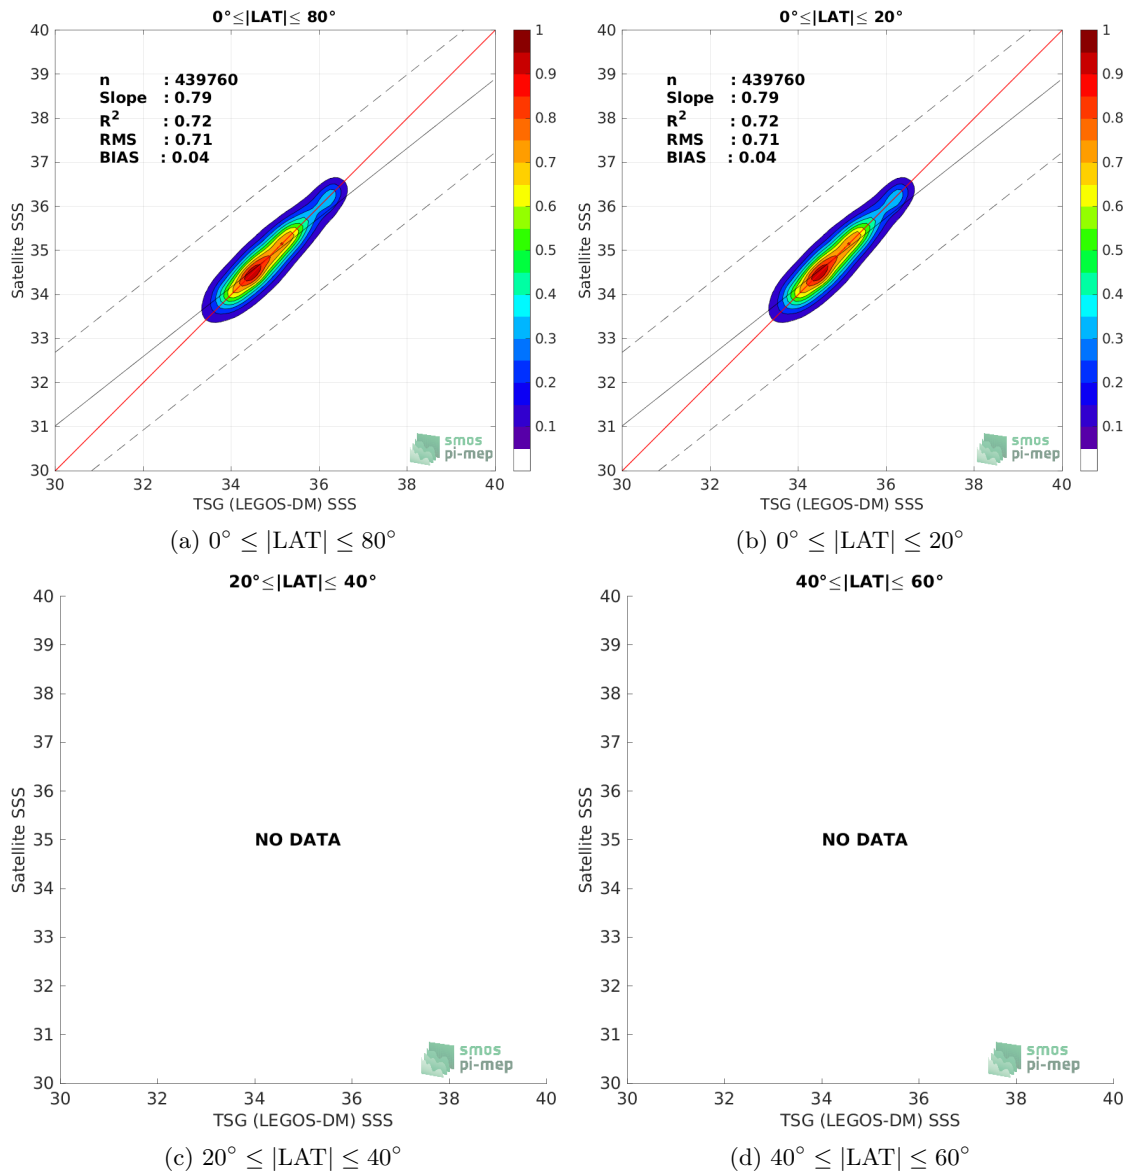 0°≤|LAT|≤ 80°
40
39
38
37
36
35
34
33
32
31
30
n : 439760
Slope : 0.79
R² : 0.72
RMS : 0.71
BIAS : 0.04
Satellite SSS
30 32 34 36 38 40
TSG (LEGOS-DM) SSS
smos
pi-mep
1
0.9
0.8
0.7
0.6
0.5
0.4
0.3
0.2
0.1
(a) 0° ≤ |LAT| ≤ 80°
0°≤|LAT|≤ 20°
40
39
38
37
36
35
34
33
32
31
30
n : 439760
Slope : 0.79
R² : 0.72
RMS : 0.71
BIAS : 0.04
Satellite SSS
30 32 34 36 38 40
TSG (LEGOS-DM) SSS
smos
pi-mep
1
0.9
0.8
0.7
0.6
0.5
0.4
0.3
0.2
0.1
(b) 0° ≤ |LAT| ≤ 20°
20°≤|LAT|≤ 40°
40
39
38
37
36
35
34
33
32
31
30
Satellite SSS
NO DATA
smos
pi-mep
30 32 34 36 38 40
TSG (LEGOS-DM) SSS
(c) 20° ≤ |LAT| ≤ 40°
40°≤|LAT|≤ 60°
40
39
38
37
36
35
34
33
32
31
30
Satellite SSS
NO DATA
smos
pi-mep
30 32 34 36 38 40
TSG (LEGOS-DM) SSS
(d) 40° ≤ |LAT| ≤ 60°